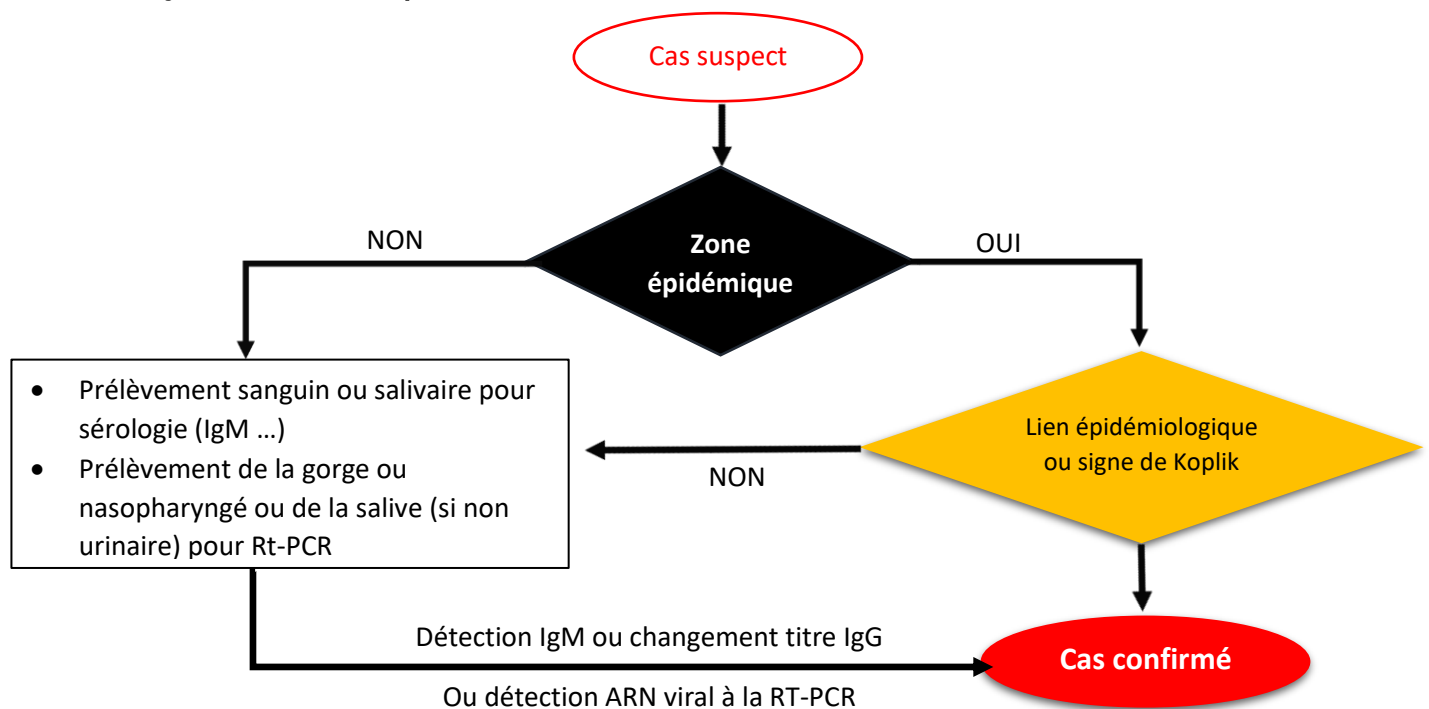 Cas suspect
Zone
épidémique
NON
OUI
• Prélèvement sanguin ou salivaire pour
sérologie (IgM …)
• Prélèvement de la gorge ou
nasopharyngé ou de la salive (si non
urinaire) pour Rt-PCR
Lien épidémiologique
ou signe de Koplik
NON
Détection IgM ou changement titre IgG
Ou détection ARN viral à la RT-PCR
Cas confirmé